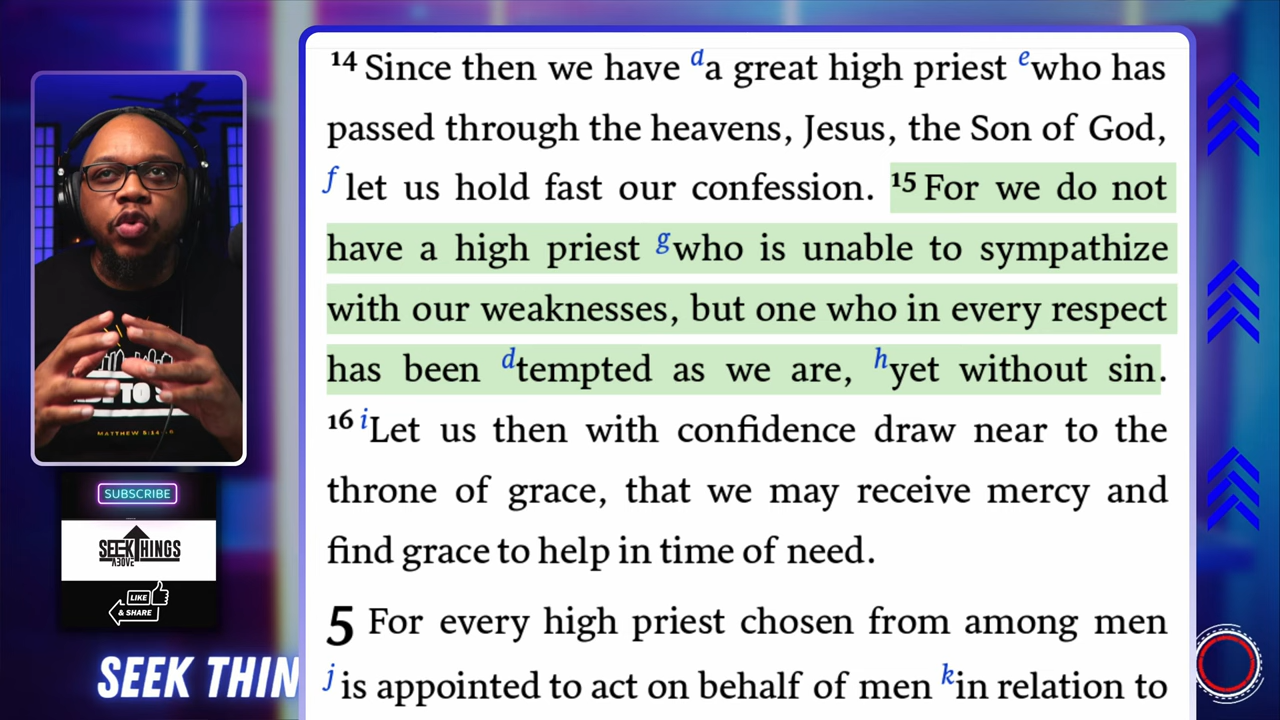 14 Since then we have d a great high priest e who has
passed through the heavens, Jesus, the Son of God,
f let us hold fast our confession. 15 For we do not
have a high priest g who is unable to sympathize
with our weaknesses, but one who in every respect
has been d tempted as we are, h yet without sin.
16 i Let us then with confidence draw near to the
throne of grace, that we may receive mercy and
find grace to help in time of need.
5 For every high priest chosen from among men
j is appointed to act on behalf of men k in relation to
TO
MATTHEW
SUBSCRIBE
SEEK THINGS
ABOVE
LIKE
& SHARE
SEEK THIN